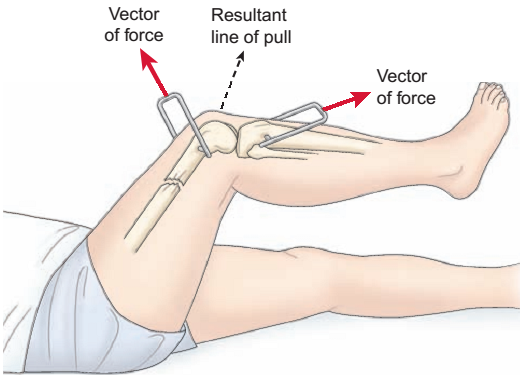 Vector
of force
Resultant
line of pull
Vector
of force